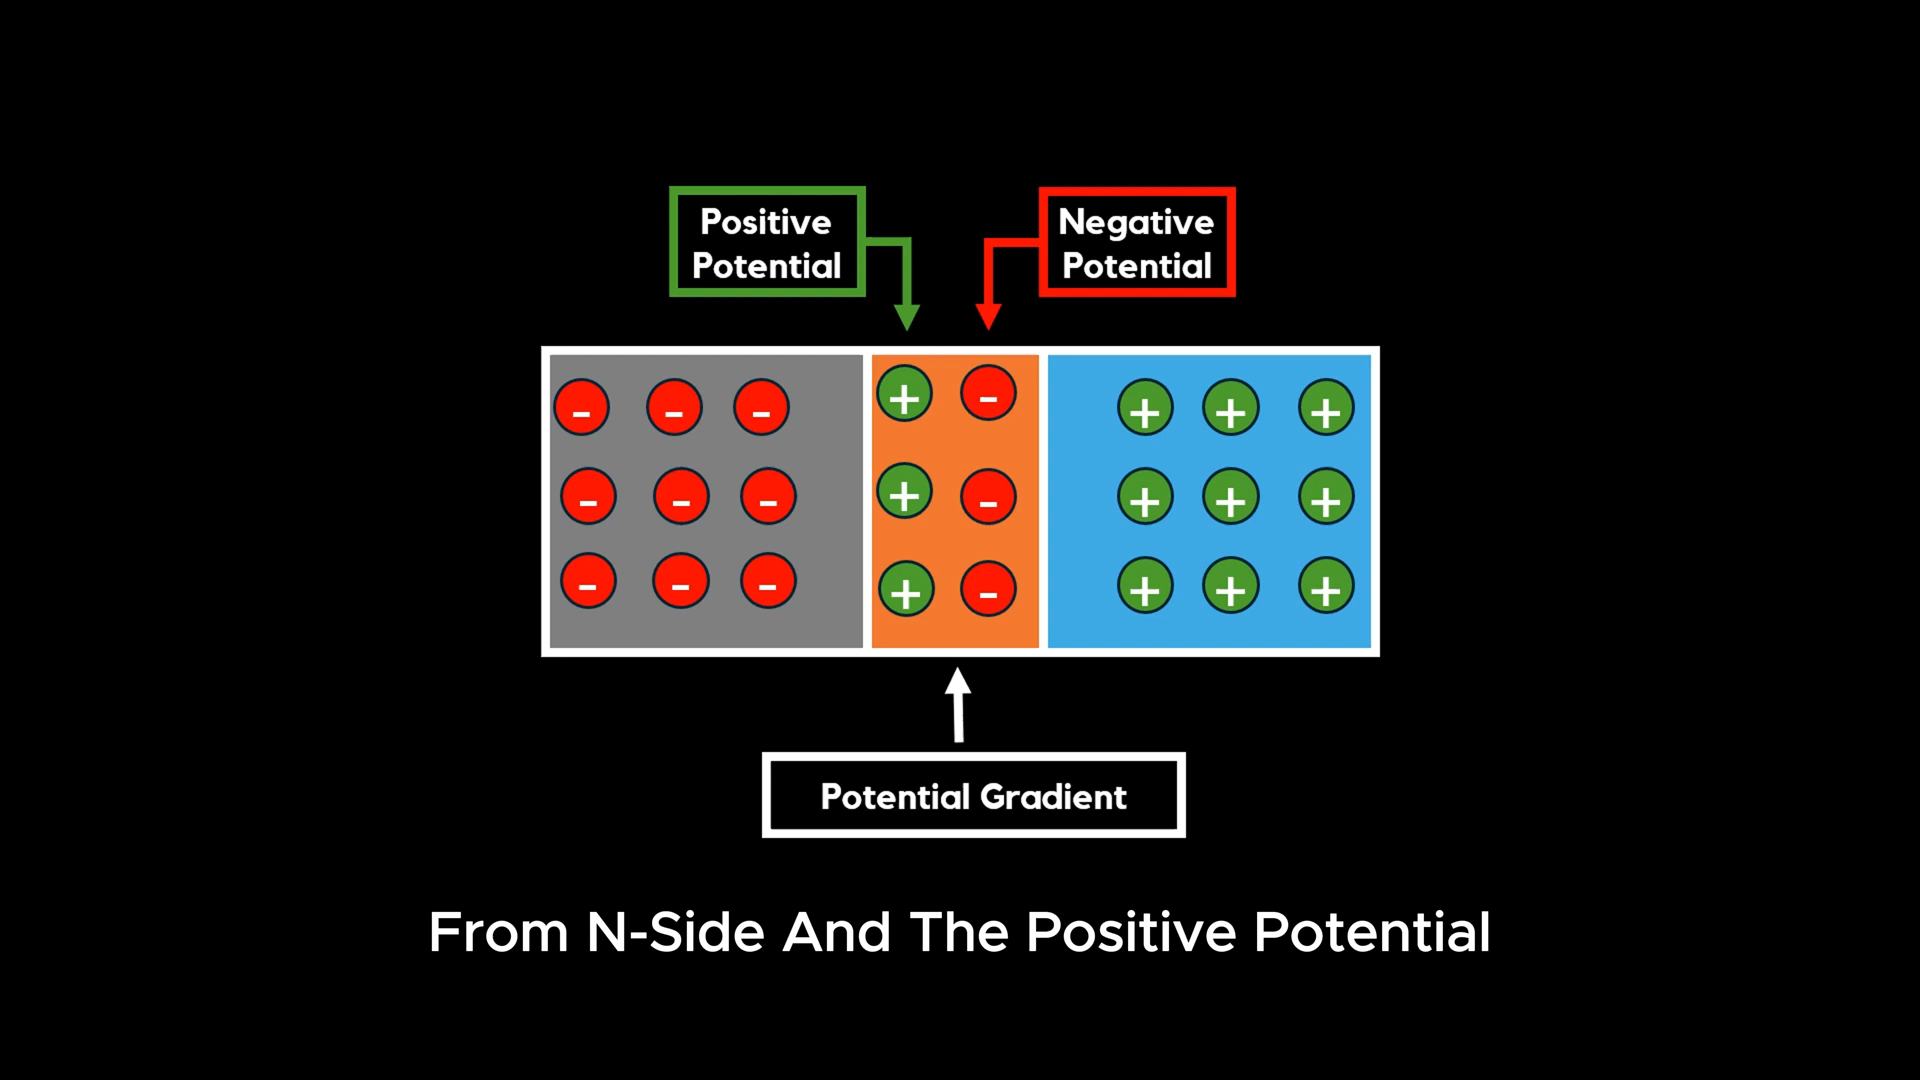 Positive
Potential
Negative
Potential
- - - + - + + +
- - - + - + + +
- - - + - + + +
Potential Gradient
From N-Side And The Positive Potential